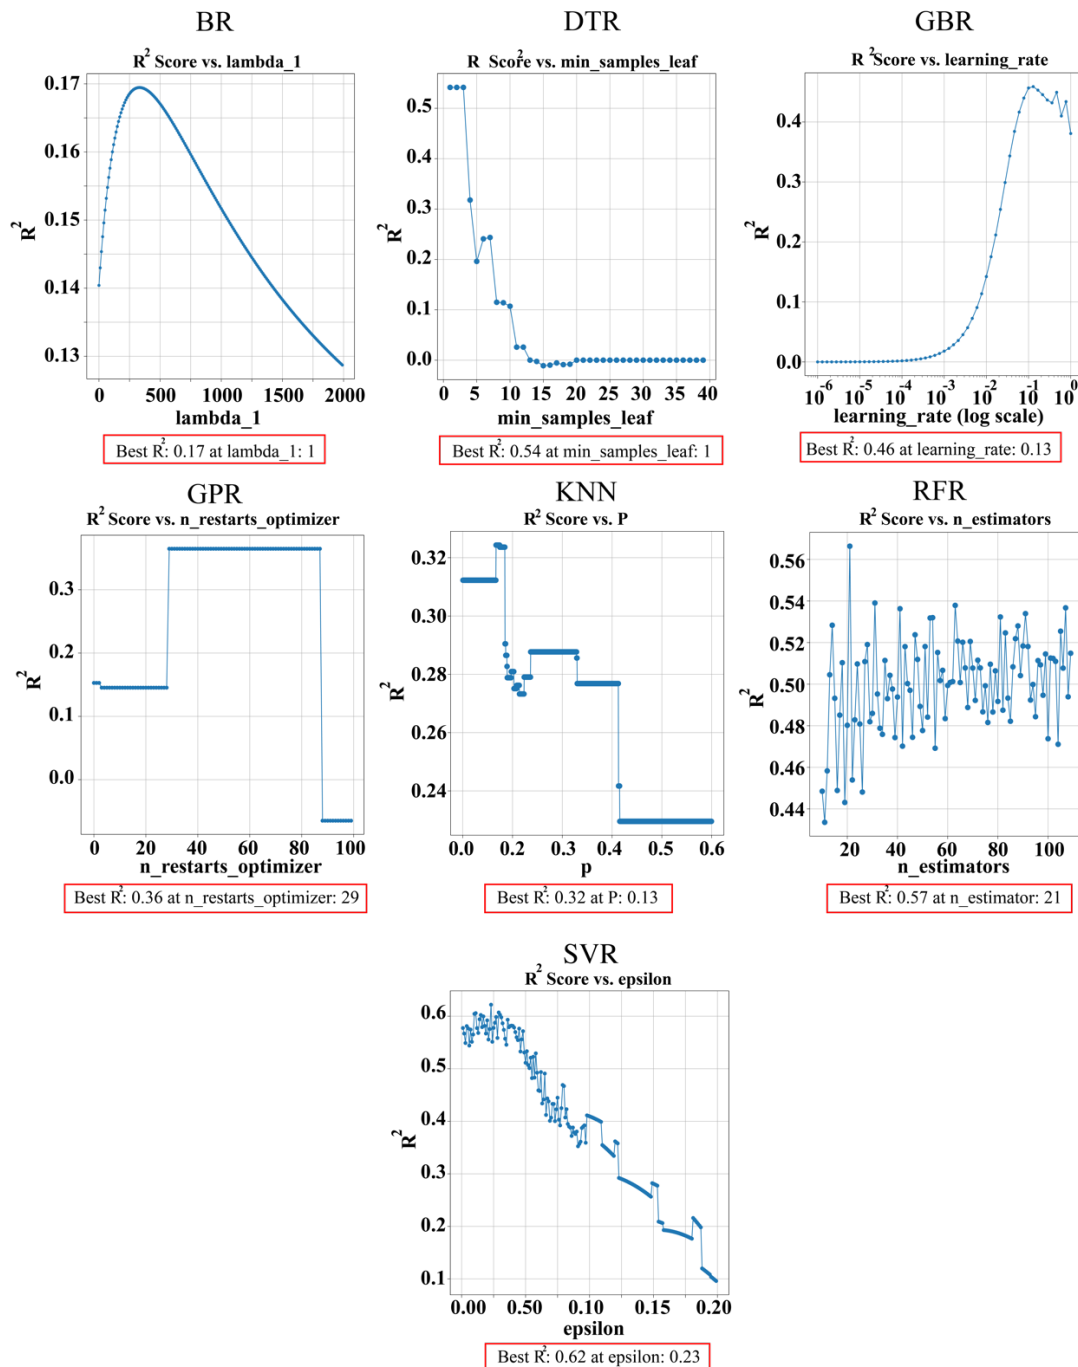 BR
R² Score vs. lambda_1
0.17
0.16
0.15
0.14
0.13
R²
0
500
1000
1500
2000
lambda_1
Best R²: 0.17 at lambda_1: 1
DTR
R Score² vs. min_samples_leaf
0.5
0.4
0.3
0.2
0.1
0.0
R²
0
5
10
15
20
25
30
35
40
min_samples_leaf
Best R²: 0.54 at min_samples_leaf: 1
GBR
R ²Score vs. learning_rate
0.4
0.3
0.2
0.1
0.0
R²
10⁻⁶
10⁻⁵
10⁻⁴
10⁻³
10⁻²
10⁻¹
10⁰
learning_rate (log scale)
Best R²: 0.46 at learning_rate: 0.13
GPR
R² Score vs. n_restarts_optimizer
0.3
0.2
0.1
0.0
R²
0
20
40
60
80
100
n_restarts_optimizer
Best R²: 0.36 at n_restarts_optimizer: 29
KNN
R² Score vs. P
0.32
0.30
0.28
0.26
0.24
R²
0.0
0.2
0.2
0.3
0.4
0.6
p
Best R²: 0.32 at P: 0.13
RFR
R² Score vs. n_estimators
0.56
0.54
0.52
0.50
0.48
0.46
0.44
R²
20
40
60
80
100
n_estimators
Best R²: 0.57 at n_estimator: 21
SVR
R² Score vs. epsilon
0.6
0.5
0.4
0.3
0.2
0.1
R²
0.00
0.50
0.10
0.15
0.20
epsilon
Best R²: 0.62 at epsilon: 0.23